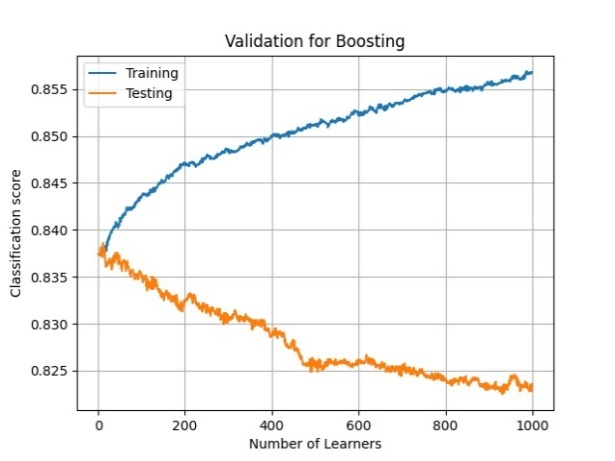 Validation for Boosting
Training
Testing
Classification score
0.855
0.850
0.845
0.840
0.835
0.830
0.825
0 200 400 600 800 1000
Number of Learners